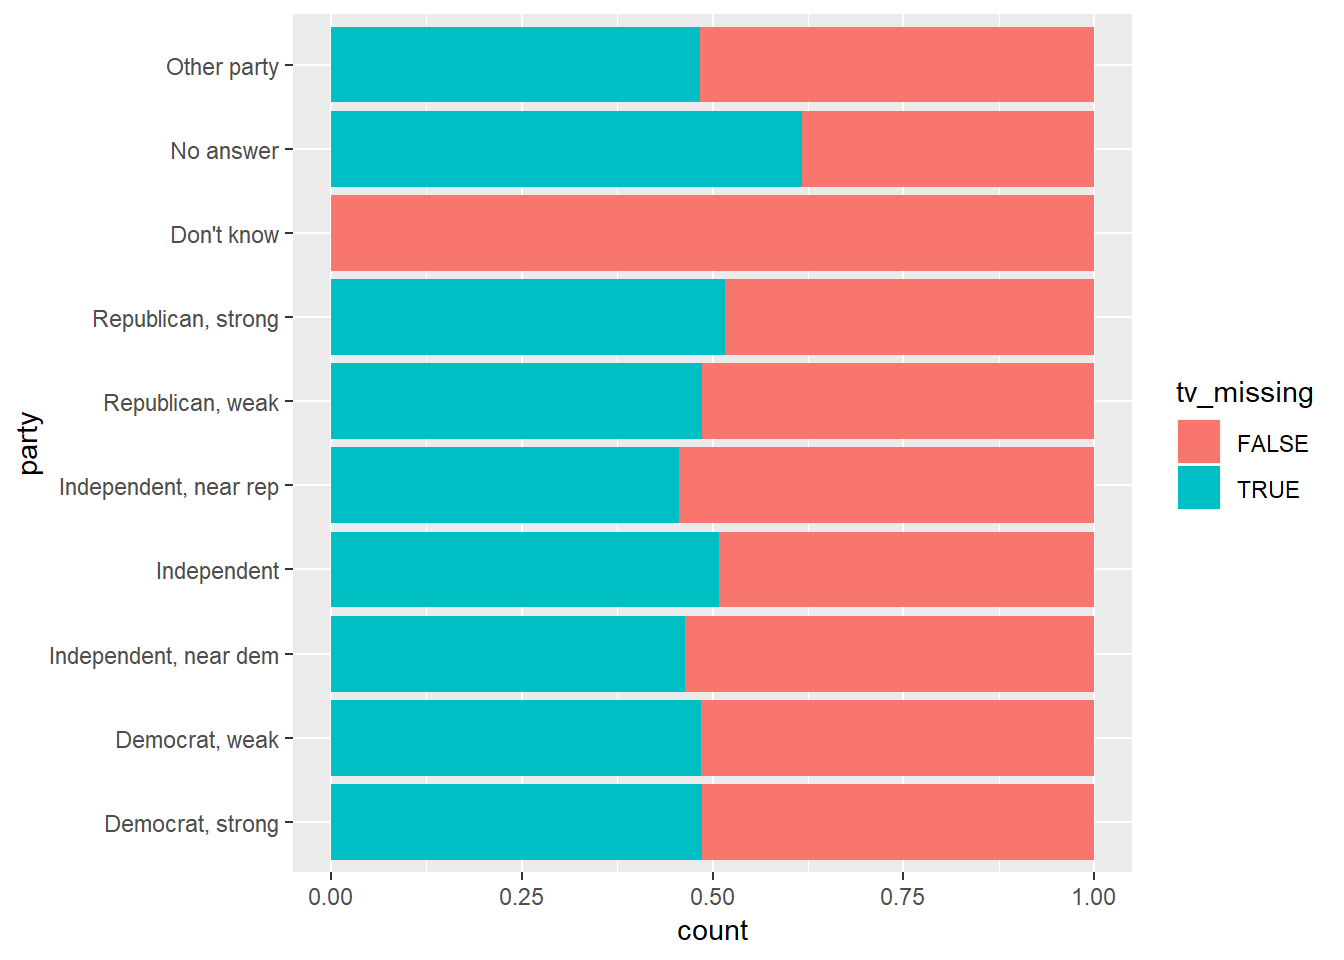 Other party
No answer
Don't know
Republican, strong
Republican, weak
Independent, near rep
Independent
Independent, near dem
Democrat, weak
Democrat, strong
party
0.00 0.25 0.50 0.75 1.00
count
tv_missing
FALSE
TRUE